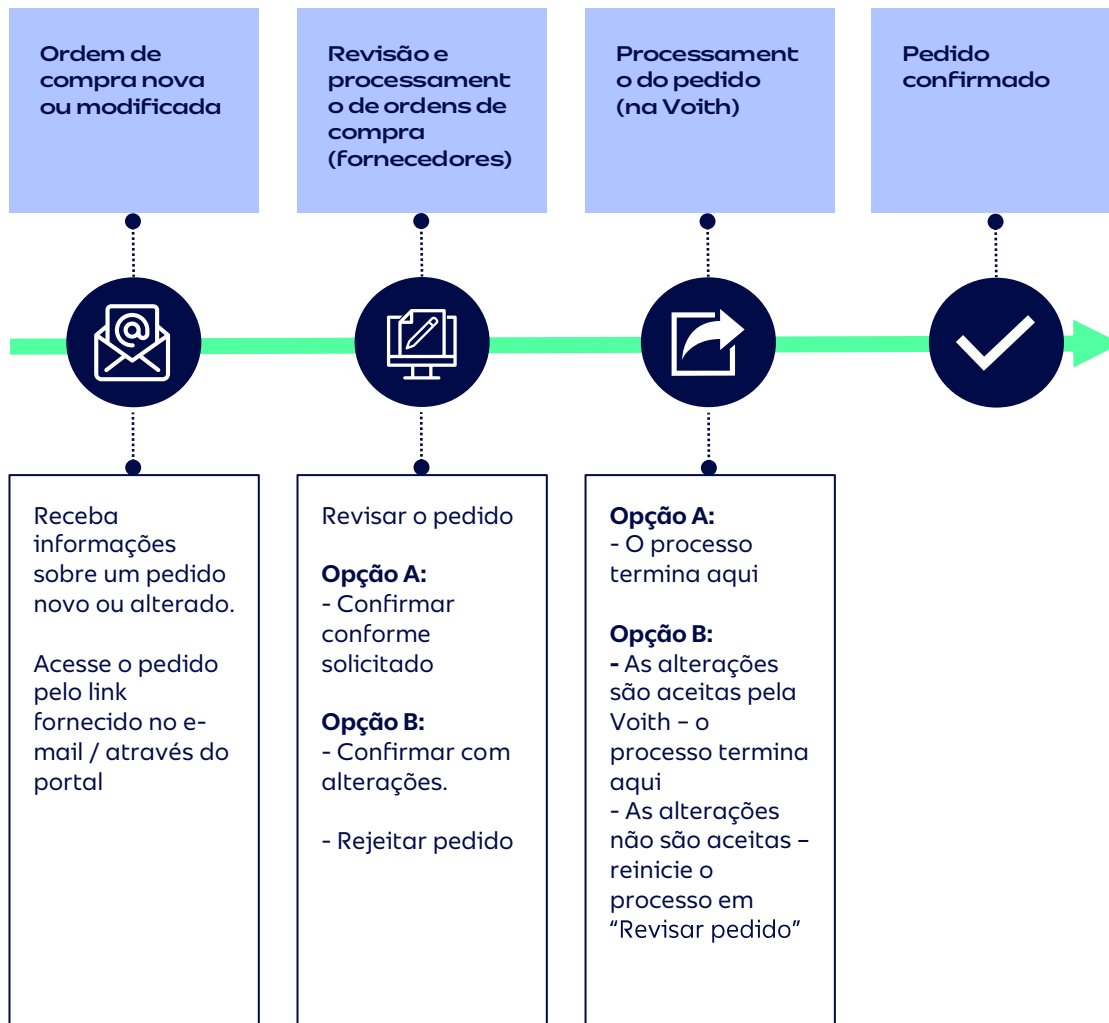 Ordem de
compra nova
ou modificada
Revisão e
processament
o de ordens de
compra
(fornecedores)
Processament
o do pedido
(na Voith)
Pedido
confirmado
Receba
informações
sobre um pedido
novo ou alterado.
Acesse o pedido
pelo link
fornecido no e-
mail / através do
portal
Revisar o pedido
Opção A:
- Confirmar
conforme
solicitado
Opção B:
- Confirmar com
alterações.
- Rejeitar pedido
Opção A:
- O processo
termina aqui
Opção B:
- As alterações
são aceitas pela
Voith – o
processo termina
aqui
- As alterações
não são aceitas –
reinicie o
processo em
“Revisar pedido”